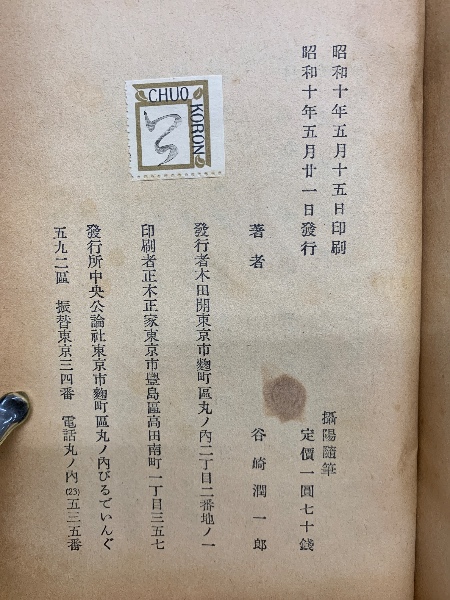 昭和十年五月十五日印刷
昭和十年五月廿一日發行
攝陽隨筆
定價一圓七十錢
著者 谷崎潤一郎
發行者木田開東京市麴町區丸ノ內二丁目二番地ノ一
印刷者正木正家東京市豊島區高田南町一丁目三五七
發行所中央公論社東京市麴町區丸ノ內びるでいんぐ
五九二區 振替東京三四番 電話丸ノ內(23)五三五番
CHUO KORON